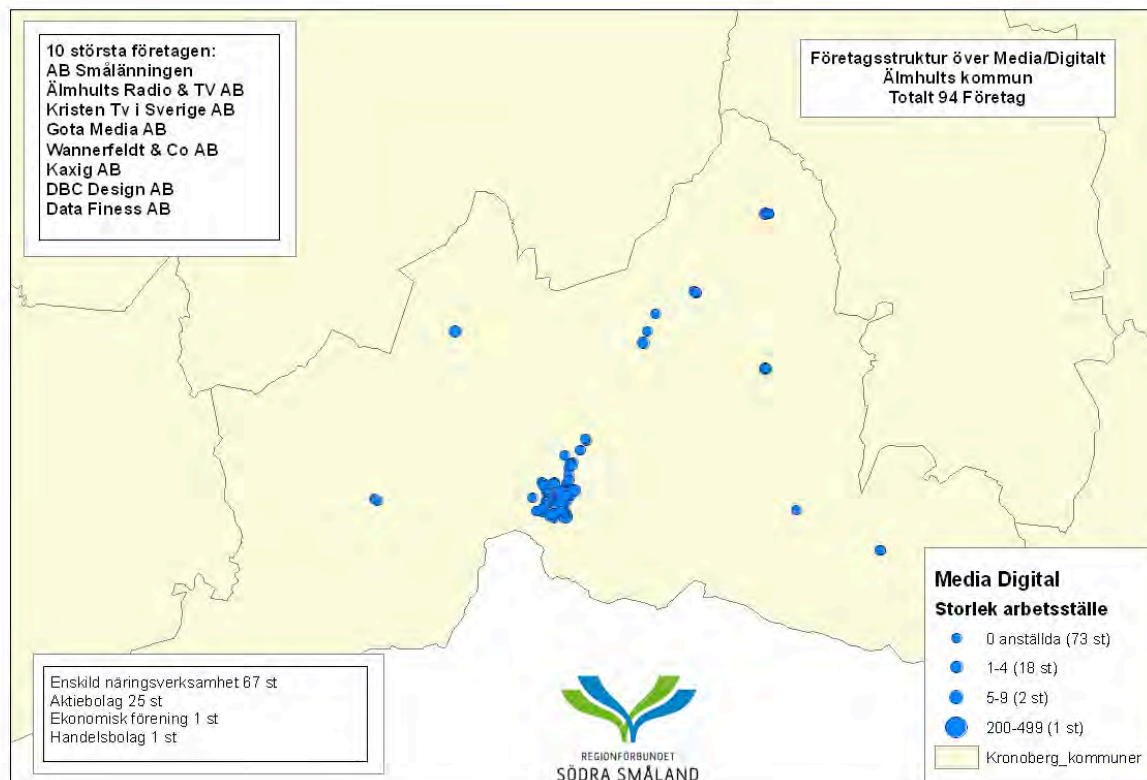 10 största företagen:
AB Smålänningen
Älmhults Radio & TV AB
Kristen Tv i Sverige AB
Gota Media AB
Wannerfeldt & Co AB
Kaxig AB
DBC Design AB
Data Finess AB
Företagsstruktur över Media/Digitalt
Älmhults kommun
Totalt 94 Företag
Enskild näringsverksamhet 67 st
Aktiebolag 25 st
Ekonomisk förening 1 st
Handelsbolag 1 st
REGIONFÖRBUNDET
SÖDRA SMÅLAND
Media Digital
Storlek arbetsställe
0 anställda (73 st)
1-4 (18 st)
5-9 (2 st)
200-499 (1 st)
Kronoberg_kommuner